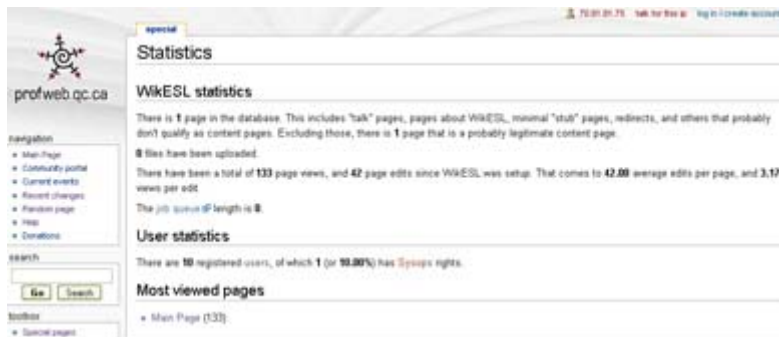 talk for this ip log in / create account
special
Statistics
profweb.qc.ca
WikESL statistics
There is 1 page in the database. This includes "talk" pages, pages about WikESL, minimal "stub" pages, redirects, and others that probably
don't qualify as content pages. Excluding those, there is 1 page that is a probably legitimate content page.
0 files have been uploaded.
There have been a total of 133 page views, and 42 page edits since WikESL was setup. That comes to 42.00 average edits per page, and 3.17
views per edit.
The job queue length is 0.
User statistics
There are 10 registered users, of which 1 (or 10.00%) has Sysops rights.
Most viewed pages
Main Page (133)
navigation
Main Page
Community portal
Current events
Recent changes
Random page
Help
Donations
search
Go Search
toolbox
Special pages